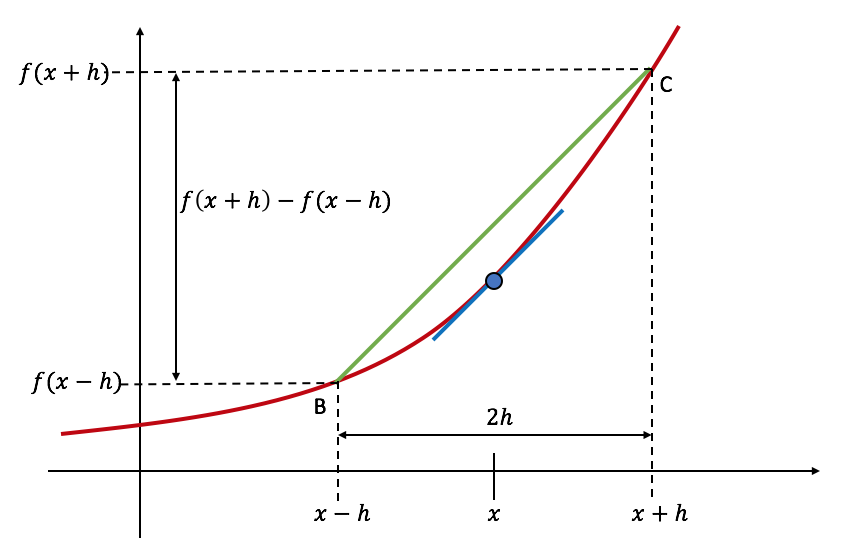 f(x + h)
C
f(x + h) − f(x − h)
f(x − h)
B
2h
x − h
x
x + h